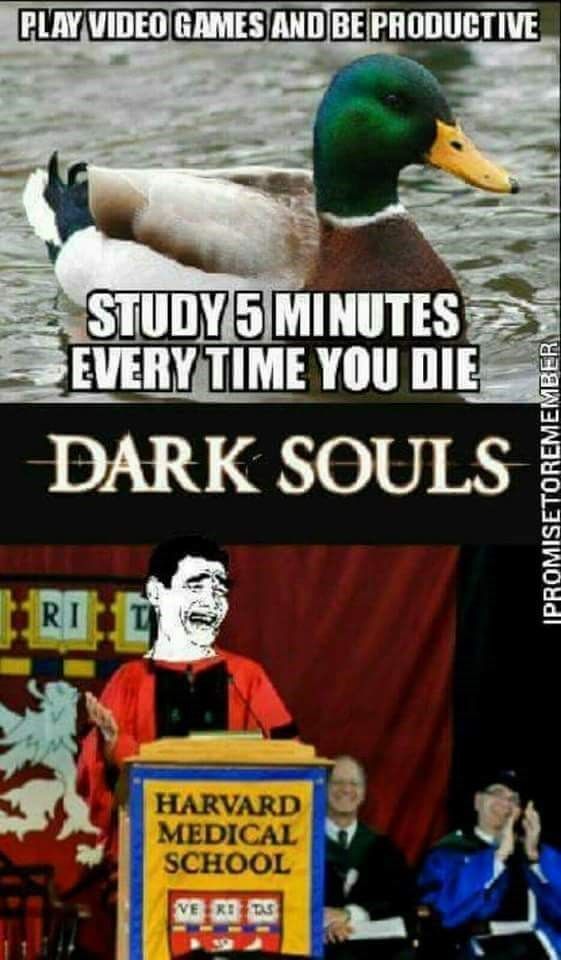 PLAY VIDEO GAMES AND BE PRODUCTIVE
STUDY 5 MINUTES
EVERY TIME YOU DIE
DARK SOULS
IPROMISETOREMEMBER
RI T
HARVARD
MEDICAL
SCHOOL
VE RI TAS